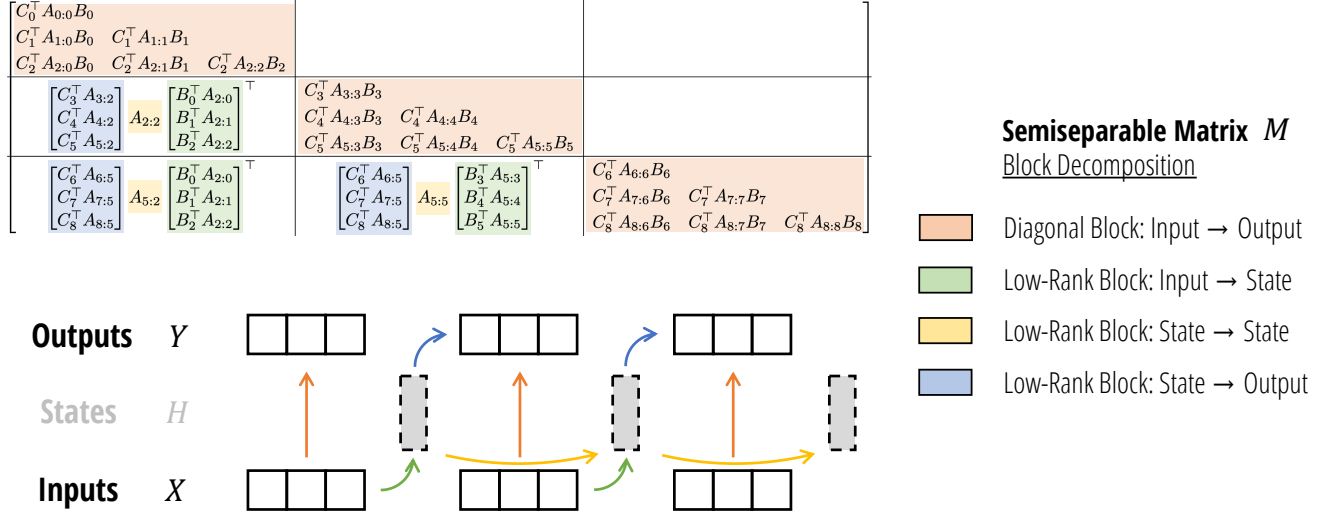 C_0^⊤ A_{0:0} B_0
C_1^⊤ A_{1:0} B_0 C_1^⊤ A_{1:1} B_1
C_2^⊤ A_{2:0} B_0 C_2^⊤ A_{2:1} B_1 C_2^⊤ A_{2:2} B_2
[C_3^⊤ A_{3:2} C_4^⊤ A_{4:2} C_5^⊤ A_{5:2}] A_{2:2} [B_0^⊤ A_{2:0} B_1^⊤ A_{2:1} B_2^⊤ A_{2:2}]^⊤
C_3^⊤ A_{3:3} B_3
C_4^⊤ A_{4:3} B_3 C_4^⊤ A_{4:4} B_4
C_5^⊤ A_{5:3} B_3 C_5^⊤ A_{5:4} B_4 C_5^⊤ A_{5:5} B_5
[C_6^⊤ A_{6:5} C_7^⊤ A_{7:5} C_8^⊤ A_{8:5}] A_{5:2} [B_0^⊤ A_{2:0} B_1^⊤ A_{2:1} B_2^⊤ A_{2:2}]^⊤
[C_6^⊤ A_{6:5} C_7^⊤ A_{7:5} C_8^⊤ A_{8:5}] A_{5:5} [B_3^⊤ A_{5:3} B_4^⊤ A_{5:4} B_5^⊤ A_{5:5}]^⊤
C_6^⊤ A_{6:6} B_6
C_7^⊤ A_{7:6} B_6 C_7^⊤ A_{7:7} B_7
C_8^⊤ A_{8:6} B_6 C_8^⊤ A_{8:7} B_7 C_8^⊤ A_{8:8} B_8
Semiseparable Matrix M
Block Decomposition
Diagonal Block: Input → Output
Low-Rank Block: Input → State
Low-Rank Block: State → State
Low-Rank Block: State → Output
Outputs Y
States H
Inputs X